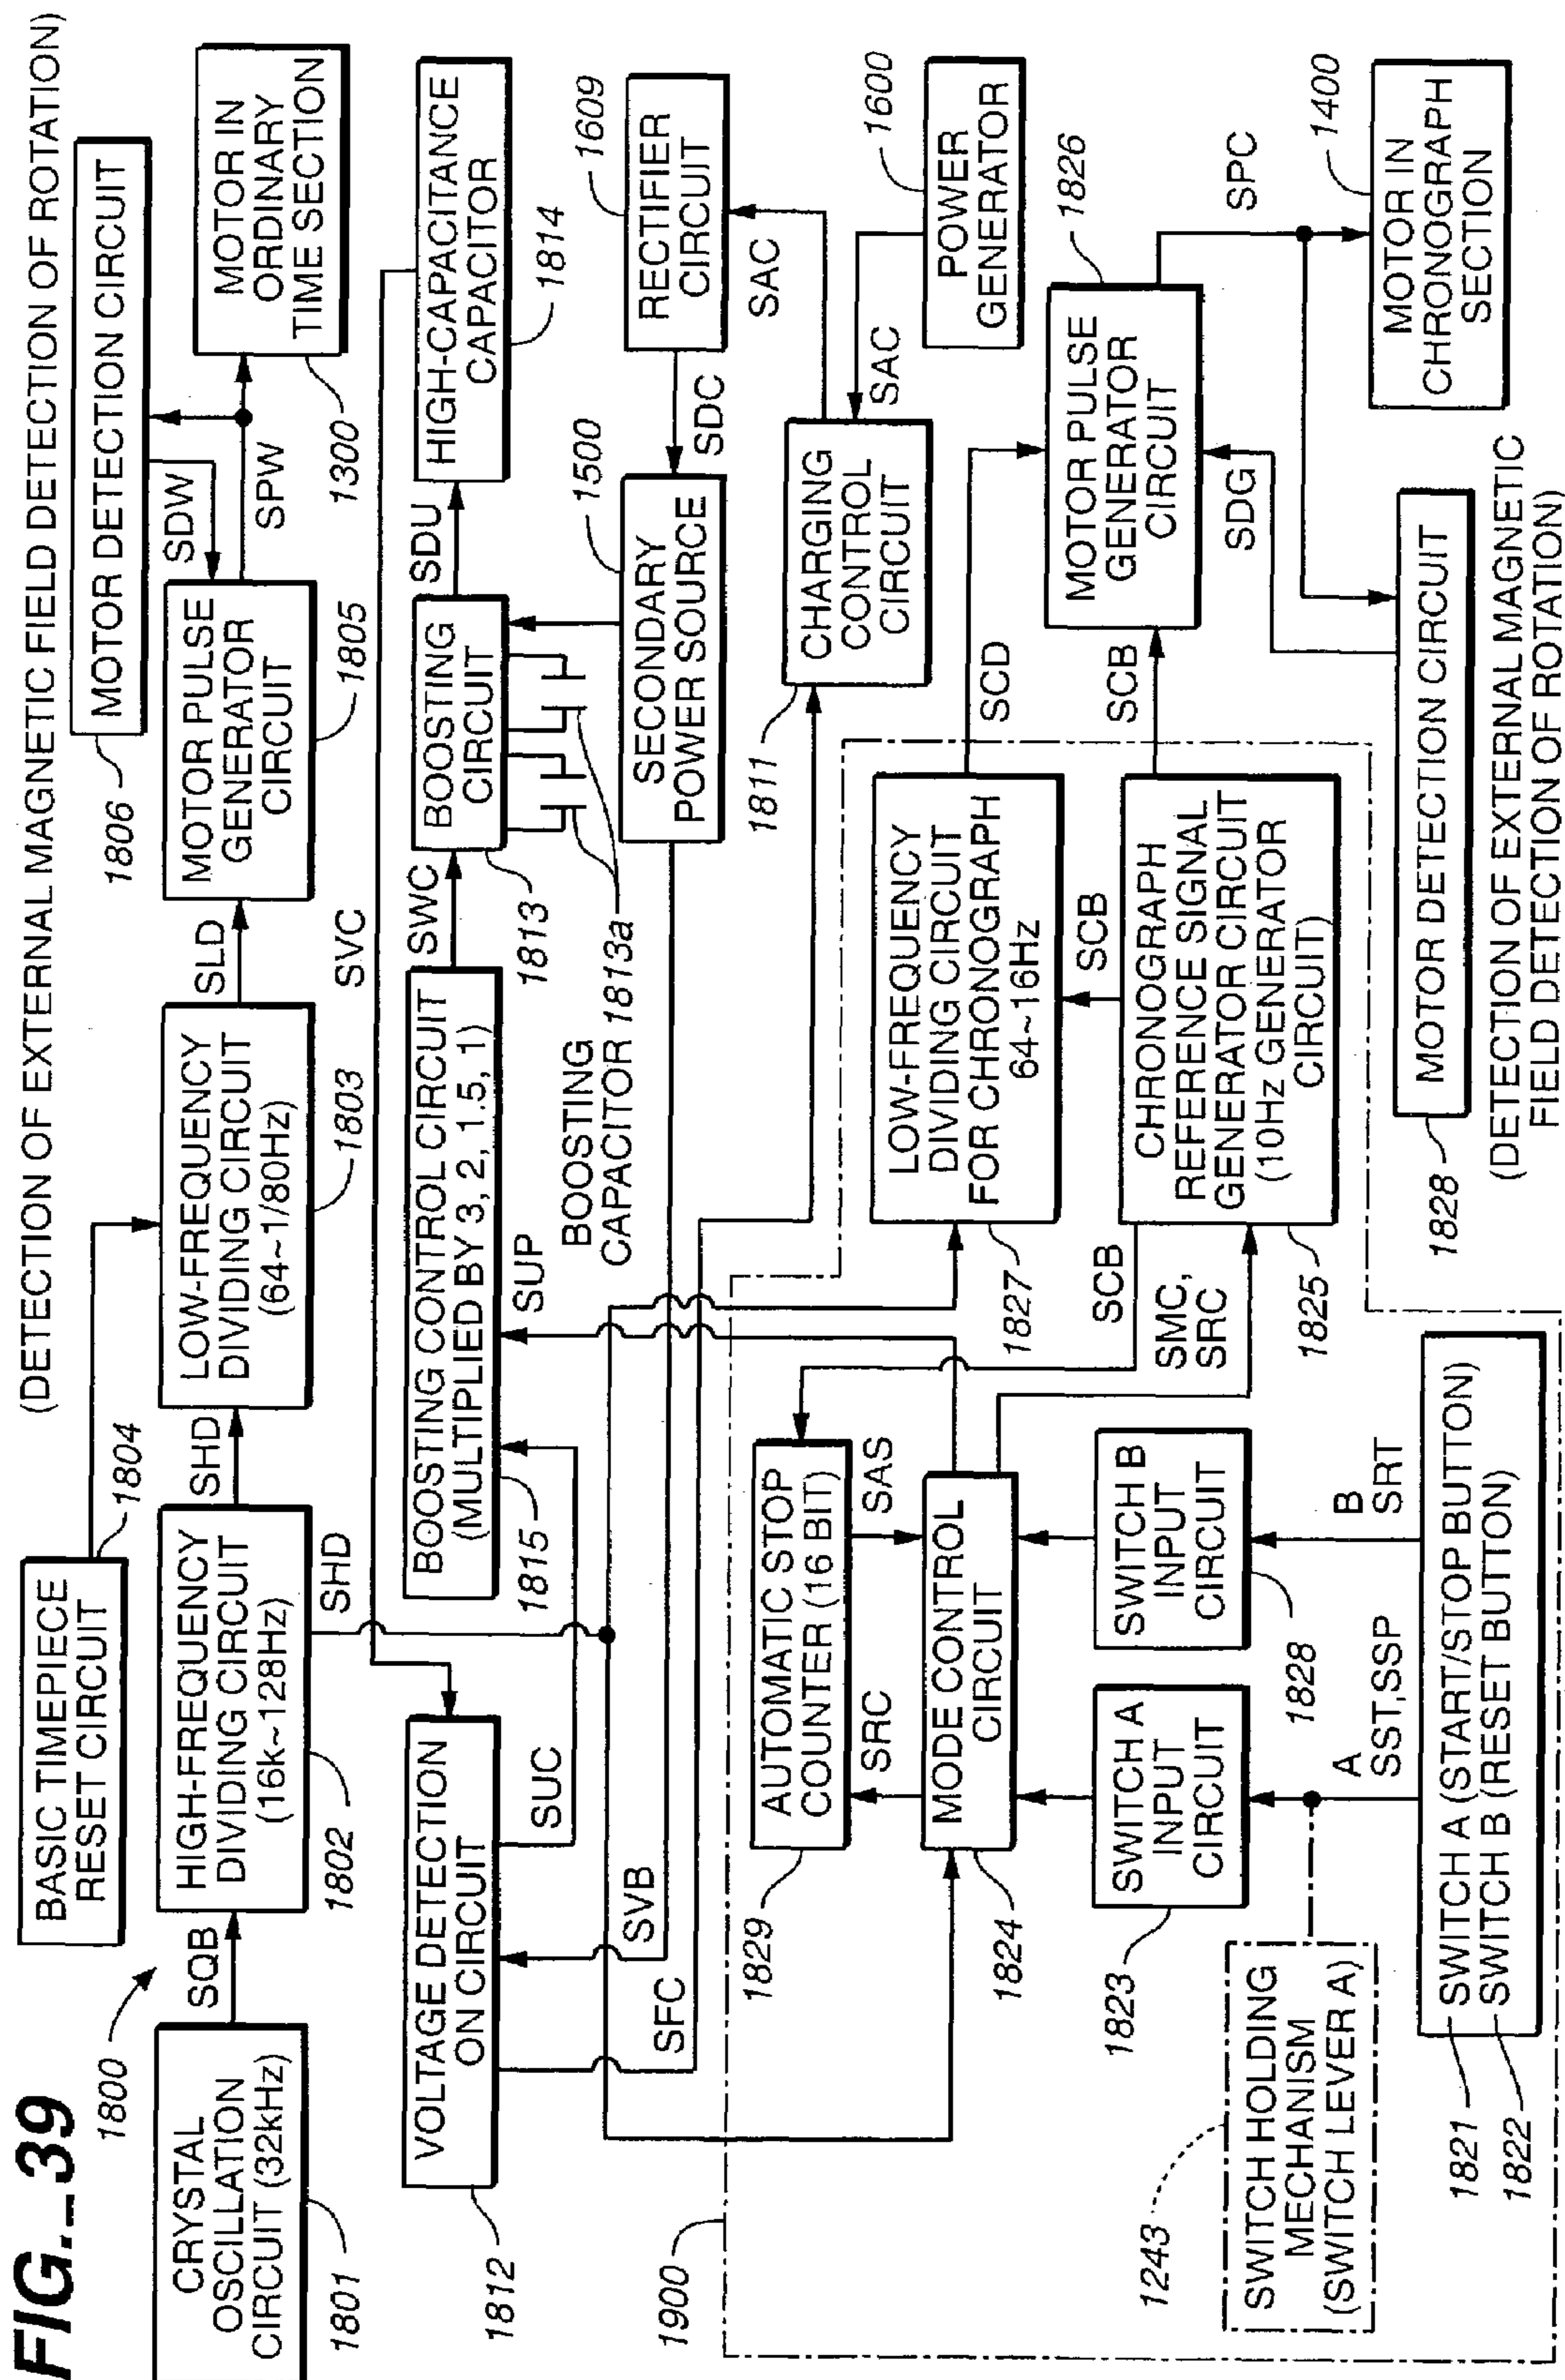 FIG._39
(DETECTION OF EXTERNAL MAGNETIC FIELD DETECTION OF ROTATION)
1800
CRYSTAL
OSCILLATION
CIRCUIT (32kHz)
1801
SQB
BASIC TIMEPIECE
RESET CIRCUIT
1804
HIGH-FREQUENCY
DIVIDING CIRCUIT
(16k~128Hz)
1802
SHD
SHD
LOW-FREQUENCY
DIVIDING CIRCUIT
(64~1/80Hz)
1803
SLD
MOTOR PULSE
GENERATOR
CIRCUIT
1805
1806
MOTOR DETECTION CIRCUIT
SDW
SPW
MOTOR IN
ORDINARY
TIME SECTION
1300
SVC
VOLTAGE DETECTION
ON CIRCUIT
1812
SUC
SVB
SFC
BOOSTING CONTROL CIRCUIT
(MULTIPLIED BY 3, 2, 1.5, 1)
1815
SUP
SWC
BOOSTING
CIRCUIT
1813
BOOSTING
CAPACITOR 1813a
SDU
HIGH-CAPACITANCE
CAPACITOR
1814
SECONDARY
POWER SOURCE
1500
SDC
RECTIFIER
CIRCUIT
1609
SAC
SAC
CHARGING
CONTROL
CIRCUIT
1811
POWER
GENERATOR
1600
1900
AUTOMATIC STOP
COUNTER (16 BIT)
1829
SRC
SAS
MODE CONTROL
CIRCUIT
1824
SWITCH A
INPUT
CIRCUIT
1823
SWITCH B
INPUT
CIRCUIT
1828
A
SST,SSP
B
SRT
SWITCH HOLDING
MECHANISM
(SWITCH LEVER A)
1243
SWITCH A (START/STOP BUTTON)
SWITCH B (RESET BUTTON)
1821
1822
LOW-FREQUENCY
DIVIDING CIRCUIT
FOR CHRONOGRAPH
64~16Hz
1827
SCB
SCB
SMC,
SRC
CHRONOGRAPH
REFERENCE SIGNAL
GENERATOR CIRCUIT
(10Hz GENERATOR
CIRCUIT)
1825
SCD
SCB
MOTOR PULSE
GENERATOR
CIRCUIT
1826
SDG
SPC
MOTOR IN
CHRONOGRAPH
SECTION
1400
MOTOR DETECTION CIRCUIT
1828
(DETECTION OF EXTERNAL MAGNETIC
FIELD DETECTION OF ROTATION)